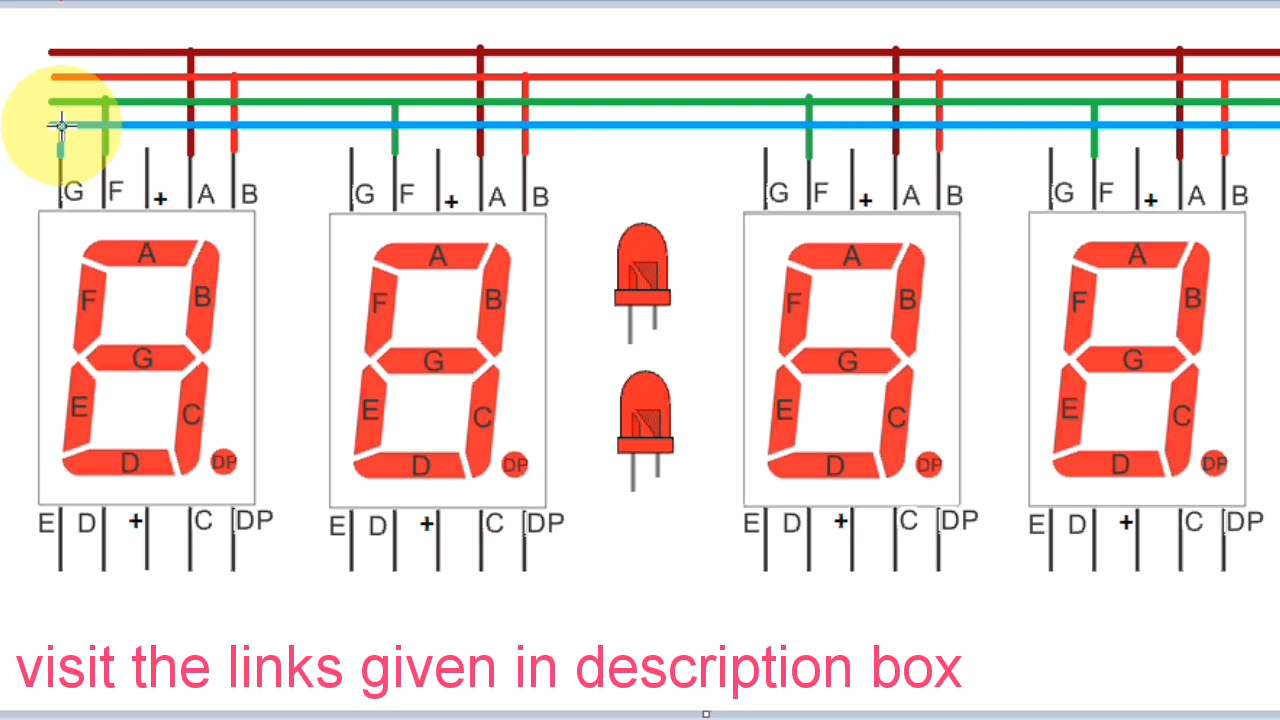 G F + A B G F + A B G F + A B G F + A B
A A A A
F B F B F B F B
G G G G
E C E C E C E C
D DP D DP D DP D DP
E D + C DP E D + C DP E D + C DP E D + C DP
visit the links given in description box